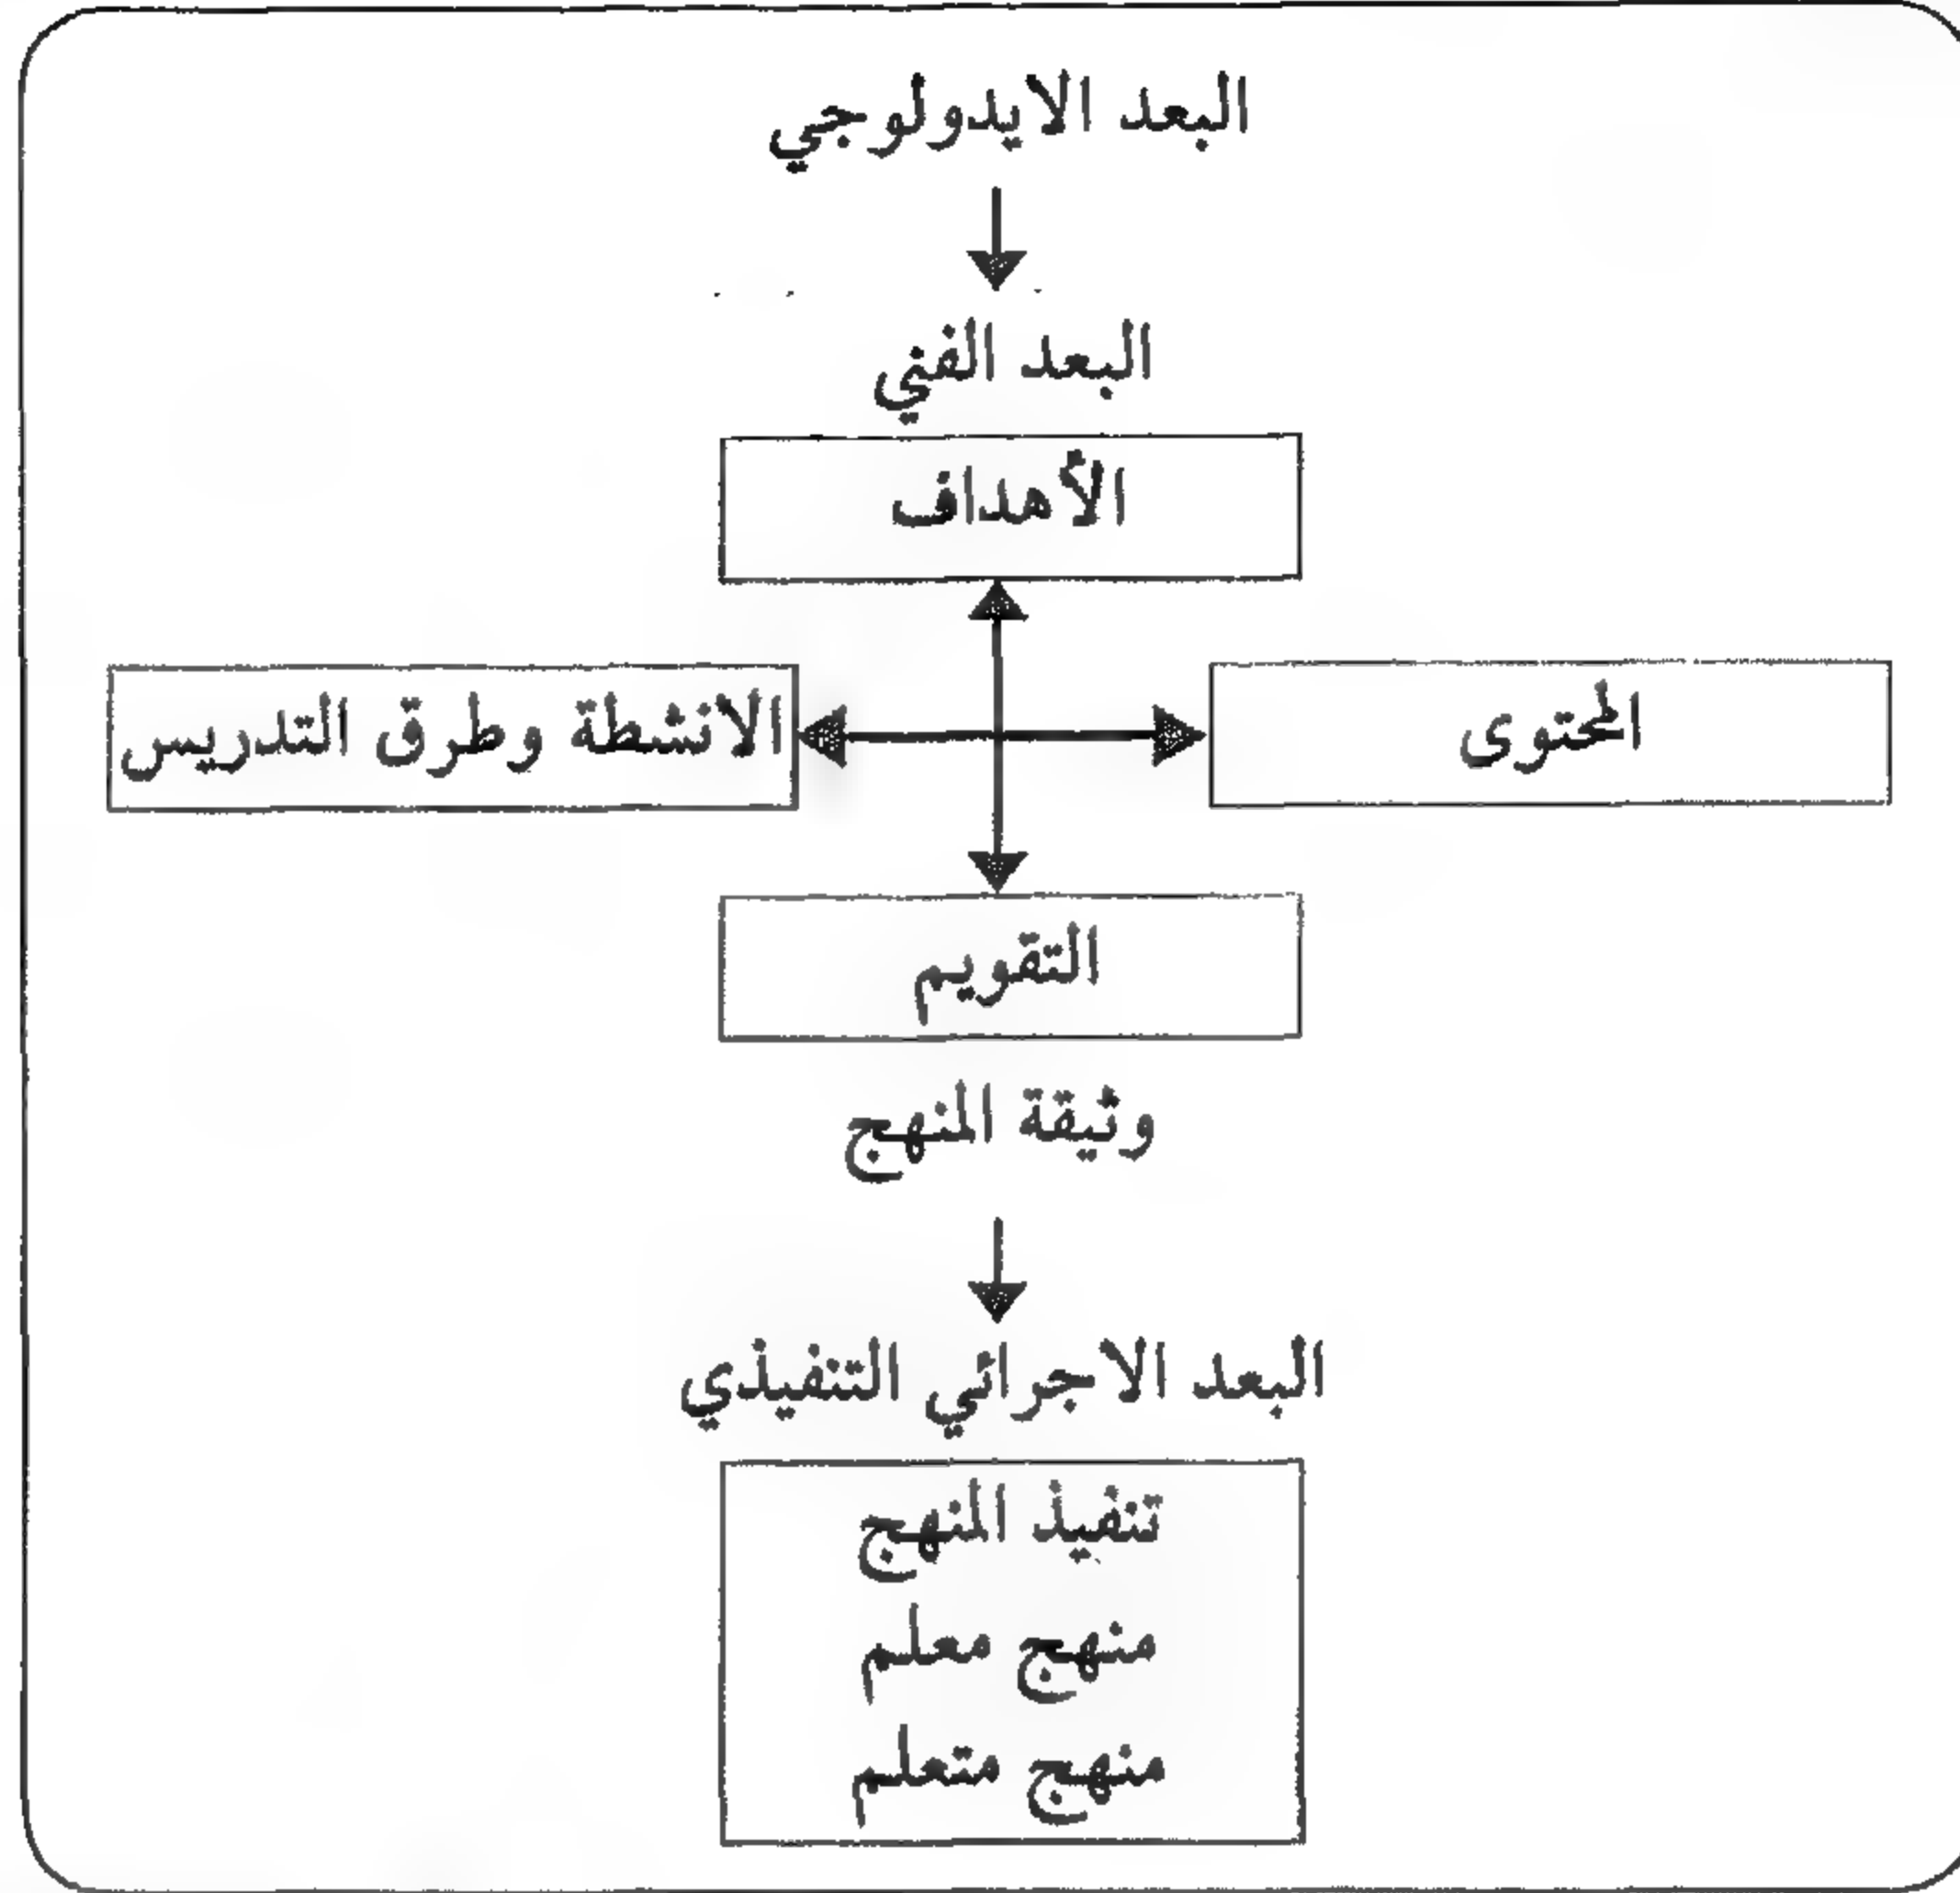 البعد الايدولوجي
البعد الفني
الأهداف
المحتوى
الانشطة وطرق التدريس
التقويم
وثيقة المنهج
البعد الاجرائي التنفيذي
تنفيذ المنهج
منهج معلم
منهج متعلم